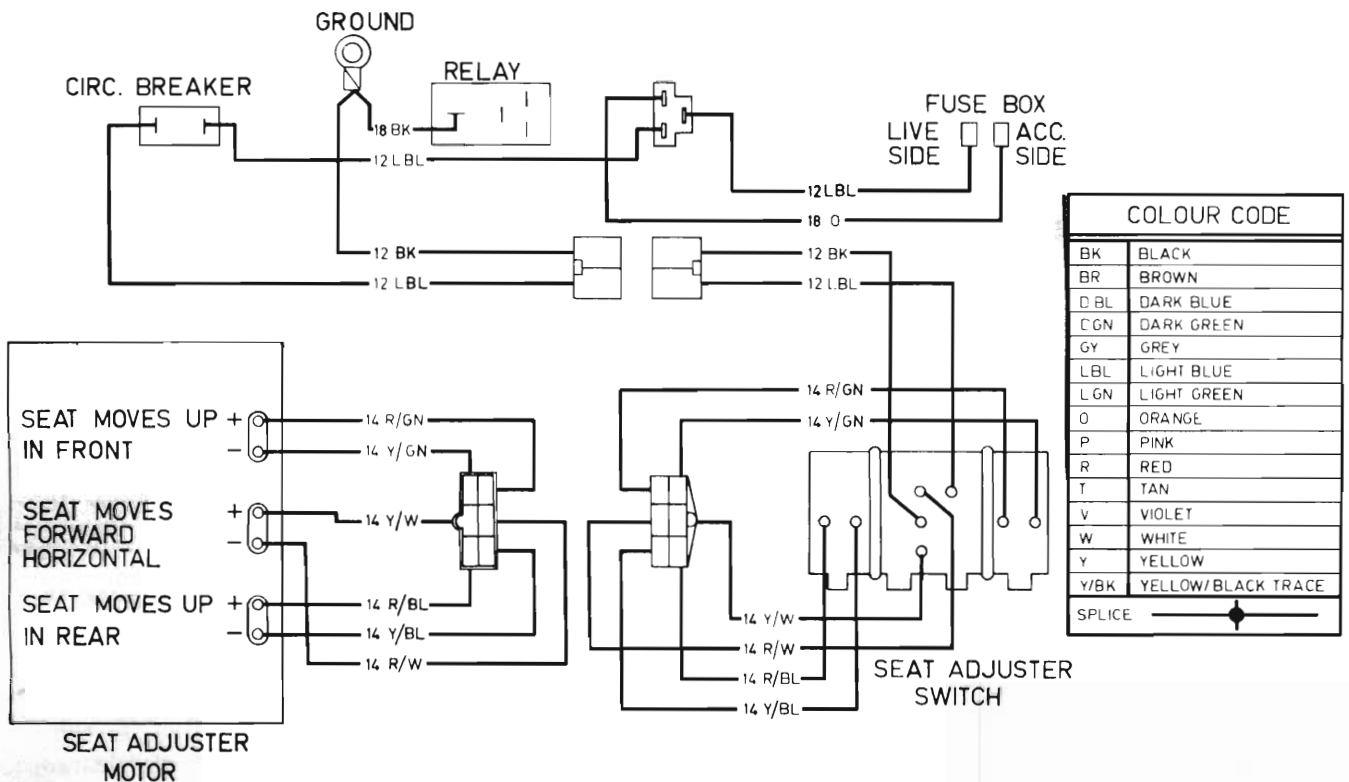 GROUND
CIRC. BREAKER
RELAY
FUSE BOX
LIVE SIDE
ACC. SIDE
18 BK
12 LBL
12 LBL
18 O
12 BK
12 LBL
12 BK
12 LBL
COLOUR CODE
BK BLACK
BR BROWN
D BL DARK BLUE
DGN DARK GREEN
GY GREY
LBL LIGHT BLUE
LGN LIGHT GREEN
O ORANGE
P PINK
R RED
T TAN
V VIOLET
W WHITE
Y YELLOW
Y/BK YELLOW/BLACK TRACE
SPLICE
SEAT MOVES UP +
IN FRONT -
SEAT MOVES +
FORWARD -
HORIZONTAL
SEAT MOVES UP +
IN REAR -
14 R/GN
14 Y/GN
14 Y/W
14 R/BL
14 Y/BL
14 R/W
14 R/GN
14 Y/GN
14 Y/W
14 R/W
14 R/BL
14 Y/BL
SEAT ADJUSTER
SWITCH
SEAT ADJUSTER
MOTOR